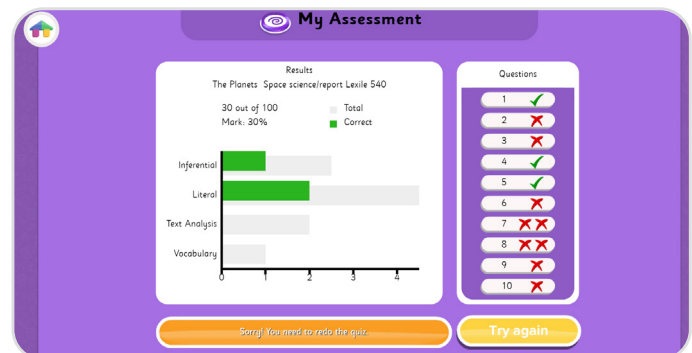 My Assessment
Results
The Planets Space science/report Lexile 540
30 out of 100
Mark: 30%
Total
Correct
Inferential
Literal
Text Analysis
Vocabulary
0 1 2 3 4
Sorry! You need to redo the quiz.
Questions
1
2
3
4
5
6
7
8
9
10
Try again